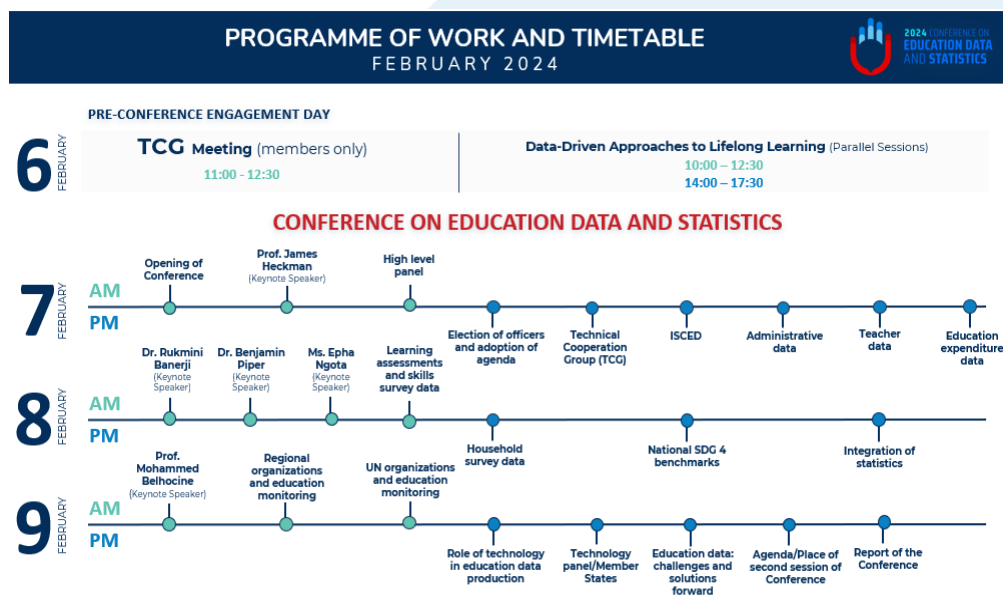 PROGRAMME OF WORK AND TIMETABLE
FEBRUARY 2024
2024 CONFERENCE ON
EDUCATION DATA
AND STATISTICS
PRE-CONFERENCE ENGAGEMENT DAY
6
FEBRUARY
TCG Meeting (members only)
11:00 - 12:30
Data-Driven Approaches to Lifelong Learning (Parallel Sessions)
10:00 – 12:30
14:00 – 17:30
CONFERENCE ON EDUCATION DATA AND STATISTICS
7
FEBRUARY
AM
PM
Opening of
Conference
Prof. James
Heckman
(Keynote Speaker)
High level
panel
Election of officers
and adoption of
agenda
Technical
Cooperation
Group (TCG)
ISCED
Administrative
data
Teacher
data
Education
expenditure
data
8
FEBRUARY
AM
PM
Dr. Rukmini
Banerji
(Keynote
Speaker)
Dr. Benjamin
Piper
(Keynote
Speaker)
Ms. Epha
Ngota
(Keynote
Speaker)
Learning
assessments
and skills
survey data
Household
survey data
National SDG 4
benchmarks
Integration of
statistics
9
FEBRUARY
AM
PM
Prof.
Mohammed
Belhocine
(Keynote Speaker)
Regional
organizations
and education
monitoring
UN organizations
and education
monitoring
Role of technology
in education data
production
Technology
panel/Member
States
Education data:
challenges and
solutions
forward
Agenda/Place of
second session of
Conference
Report of the
Conference